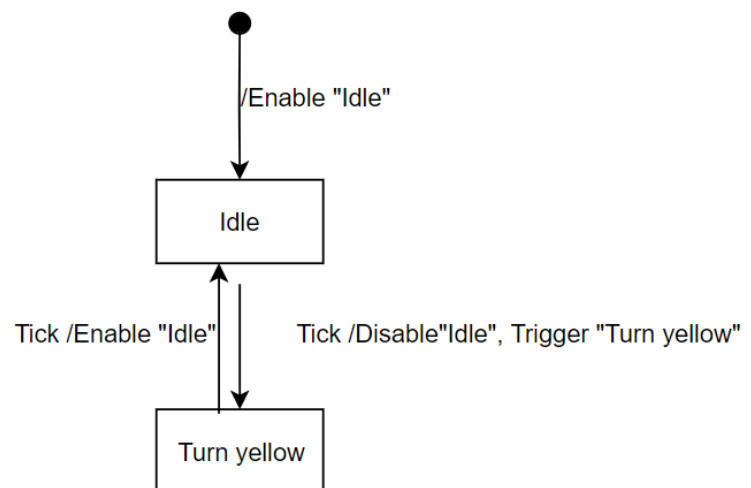 /Enable "Idle"
Idle
Tick /Enable "Idle"
Tick /Disable"Idle", Trigger "Turn yellow"
Turn yellow